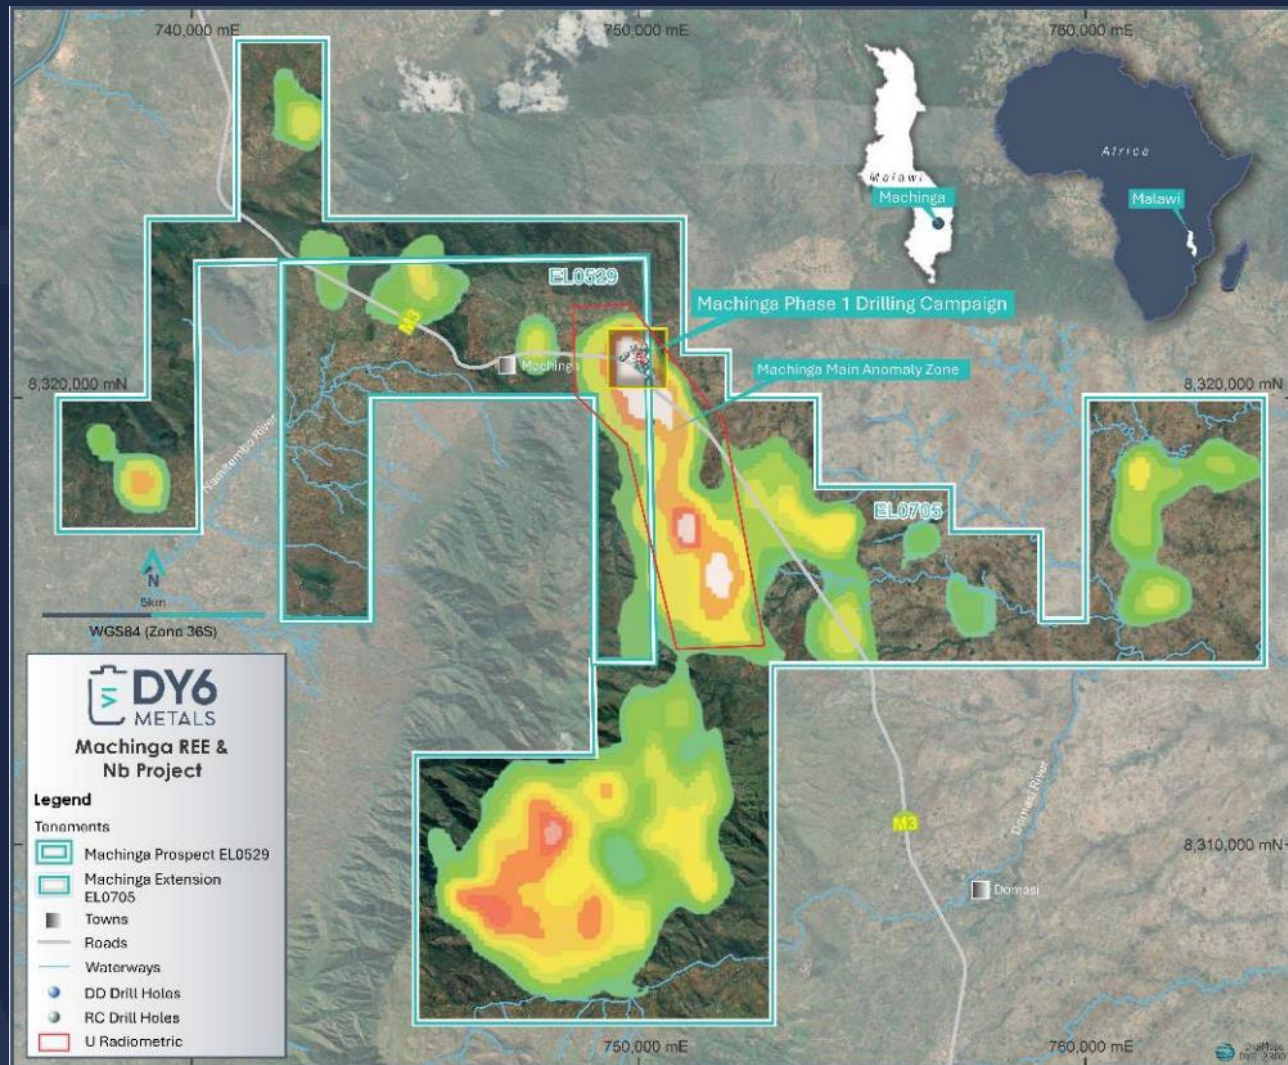 740,000 mE
750,000 mE
760,000 mE
Africa
Malawi
Machinga
Malawi
EL0529
Machinga Phase 1 Drilling Campaign
M3
Machinga
Machinga Main Anomaly Zone
8,320,000 mN
8,320,000 mN
Namitembo River
EL0705
N
5km
WGS84 (Zone 36S)
DY6
METALS
Machinga REE &
Nb Project
Legend
Tenements
Machinga Prospect EL0529
Machinga Extension
EL0705
Towns
Roads
Waterways
DD Drill Holes
RC Drill Holes
U Radiometric
M3
Domasi River
8,310,000 mN
Domasi
750,000 mE
760,000 mE
DigiMaps